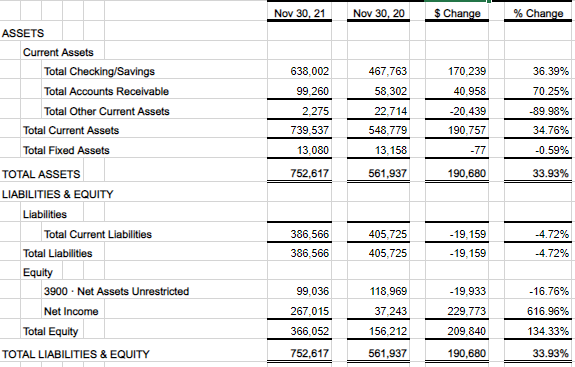 Nov 30, 21 Nov 30, 20 $ Change % Change
ASSETS
Current Assets
Total Checking/Savings 638,002 467,763 170,239 36.39%
Total Accounts Receivable 99,260 58,302 40,958 70.25%
Total Other Current Assets 2,275 22,714 -20,439 -89.98%
Total Current Assets 739,537 548,779 190,757 34.76%
Total Fixed Assets 13,080 13,158 -77 -0.59%
TOTAL ASSETS 752,617 561,937 190,680 33.93%
LIABILITIES & EQUITY
Liabilities
Total Current Liabilities 386,566 405,725 -19,159 -4.72%
Total Liabilities 386,566 405,725 -19,159 -4.72%
Equity
3900 · Net Assets Unrestricted 99,036 118,969 -19,933 -16.76%
Net Income 267,015 37,243 229,773 616.96%
Total Equity 366,052 156,212 209,840 134.33%
TOTAL LIABILITIES & EQUITY 752,617 561,937 190,680 33.93%